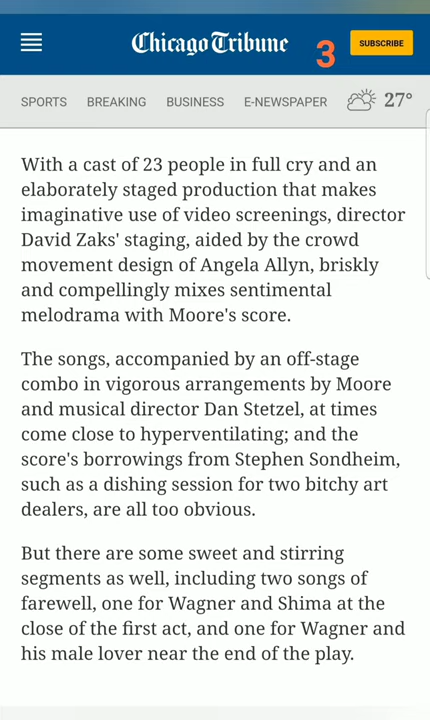 Chicago Tribune
3
SUBSCRIBE
SPORTS BREAKING BUSINESS E-NEWSPAPER 27°
With a cast of 23 people in full cry and an
elaborately staged production that makes
imaginative use of video screenings, director
David Zaks' staging, aided by the crowd
movement design of Angela Allyn, briskly
and compellingly mixes sentimental
melodrama with Moore's score.
The songs, accompanied by an off-stage
combo in vigorous arrangements by Moore
and musical director Dan Stetzel, at times
come close to hyperventilating; and the
score's borrowings from Stephen Sondheim,
such as a dishing session for two bitchy art
dealers, are all too obvious.
But there are some sweet and stirring
segments as well, including two songs of
farewell, one for Wagner and Shima at the
close of the first act, and one for Wagner and
his male lover near the end of the play.